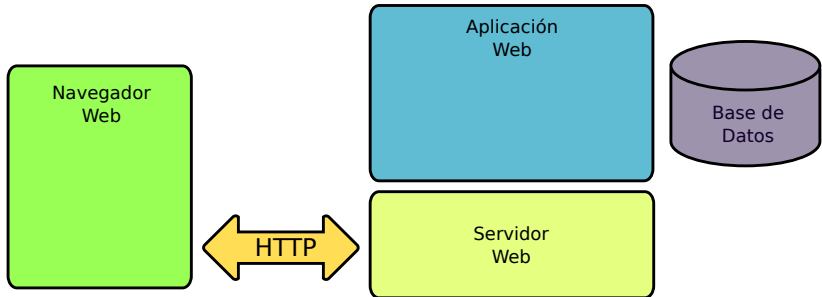 Navegador
Web
HTTP
Aplicación
Web
Servidor
Web
Base de
Datos